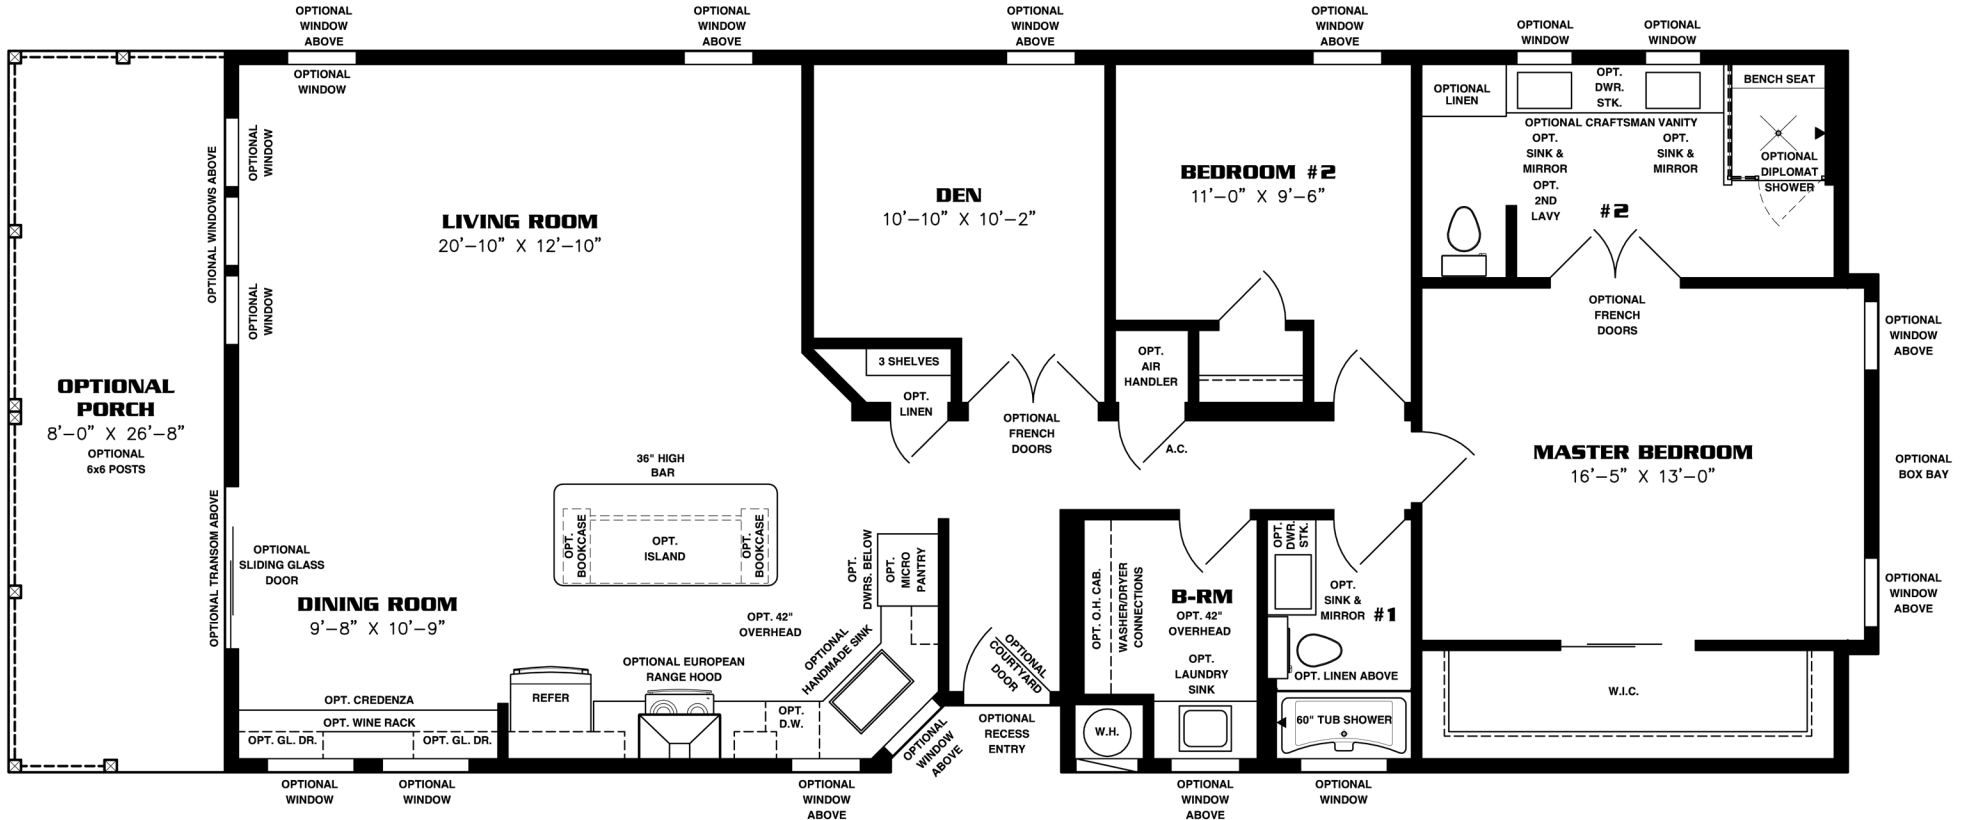 OPTIONAL
WINDOW
ABOVE
OPTIONAL
WINDOW
ABOVE
OPTIONAL
WINDOW
ABOVE
OPTIONAL
WINDOW
ABOVE
OPTIONAL
WINDOW
OPTIONAL
WINDOW
OPTIONAL
WINDOW
OPTIONAL
WINDOW
OPTIONAL WINDOWS ABOVE
OPTIONAL
WINDOW
LIVING ROOM
20'-10" X 12'-10"
DEN
10'-10" X 10'-2"
BEDROOM #2
11'-0" X 9'-6"
OPTIONAL
LINEN
OPT.
DWR.
STK.
BENCH SEAT
OPTIONAL CRAFTSMAN VANITY
OPT.
SINK &
MIRROR
OPT.
2ND
LAVY
OPT.
SINK &
MIRROR
OPTIONAL
DIPLOMAT
SHOWER
#2
OPTIONAL
FRENCH
DOORS
OPTIONAL
WINDOW
ABOVE
OPTIONAL
PORCH
8'-0" X 26'-8"
OPTIONAL
6x6 POSTS
3 SHELVES
OPT.
LINEN
OPTIONAL
FRENCH
DOORS
OPT.
AIR
HANDLER
A.C.
MASTER BEDROOM
16'-5" X 13'-0"
OPTIONAL
BOX BAY
36" HIGH
BAR
OPT.
BOOKCASE
OPT.
ISLAND
OPT.
BOOKCASE
OPTIONAL TRANSOM ABOVE
OPTIONAL
SLIDING GLASS
DOOR
DINING ROOM
9'-8" X 10'-9"
OPT. 42"
OVERHEAD
OPT.
DWRS. BELOW
OPT.
MICRO
PANTRY
OPTIONAL
HANDMADE SINK
OPTIONAL
COURTYARD
DOOR
OPT. O.H. CAB.
WASHER/DRYER
CONNECTIONS
B-RM
OPT. 42"
OVERHEAD
OPT.
LAUNDRY
SINK
OPT.
DWR.
STK.
OPT.
SINK &
MIRROR
#1
OPT. LINEN ABOVE
OPTIONAL
WINDOW
ABOVE
OPTIONAL EUROPEAN
RANGE HOOD
REFER
OPT. CREDENZA
OPT. WINE RACK
OPT. GL. DR.
OPT. GL. DR.
OPT.
D.W.
OPTIONAL
WINDOW
ABOVE
OPTIONAL
RECESS
ENTRY
W.H.
60" TUB SHOWER
W.I.C.
OPTIONAL
WINDOW
OPTIONAL
WINDOW
OPTIONAL
WINDOW
ABOVE
OPTIONAL
WINDOW
ABOVE
OPTIONAL
WINDOW